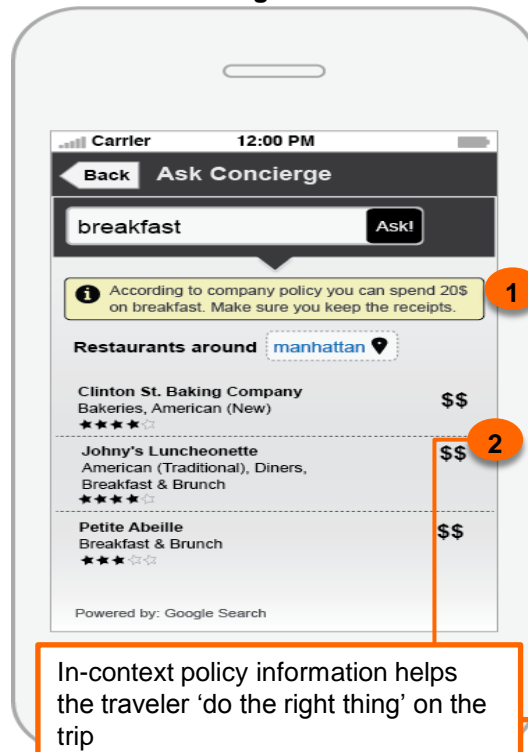 Carrier 12:00 PM
Back Ask Concierge
breakfast Ask!
According to company policy you can spend 20$
on breakfast. Make sure you keep the receipts.
1
Restaurants around manhattan
Clinton St. Baking Company
Bakeries, American (New)
$$
Johny's Luncheonette
American (Traditional), Diners,
Breakfast & Brunch
$$
2
Petite Abeille
Breakfast & Brunch
$$
Powered by: Google Search
In-context policy information helps
the traveler ‘do the right thing’ on the
trip